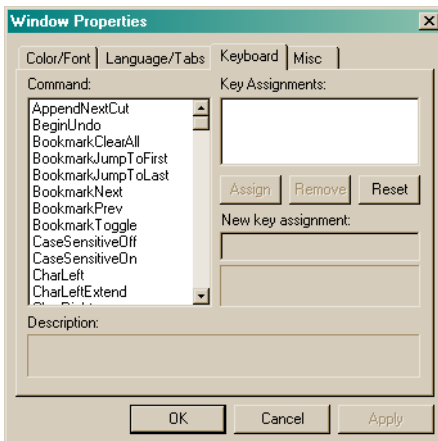 Window Properties
Color/Font Language/Tabs Keyboard Misc
Command: Key Assignments:
AppendNextCut
BeginUndo
BookmarkClearAll
BookmarkJumpToFirst
BookmarkJumpToLast
BookmarkNext
BookmarkPrev
BookmarkToggle
CaseSensitiveOff
CaseSensitiveOn
CharLeft
CharLeftExtend
Assign Remove Reset
New key assignment:
Description:
OK Cancel Apply